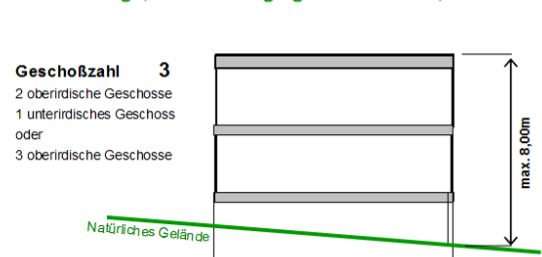 Geschoßzahl 3
2 oberirdische Geschosse
1 unterirdisches Geschoss
oder
3 oberirdische Geschosse
max. 8,00m
Natürliches Gelände